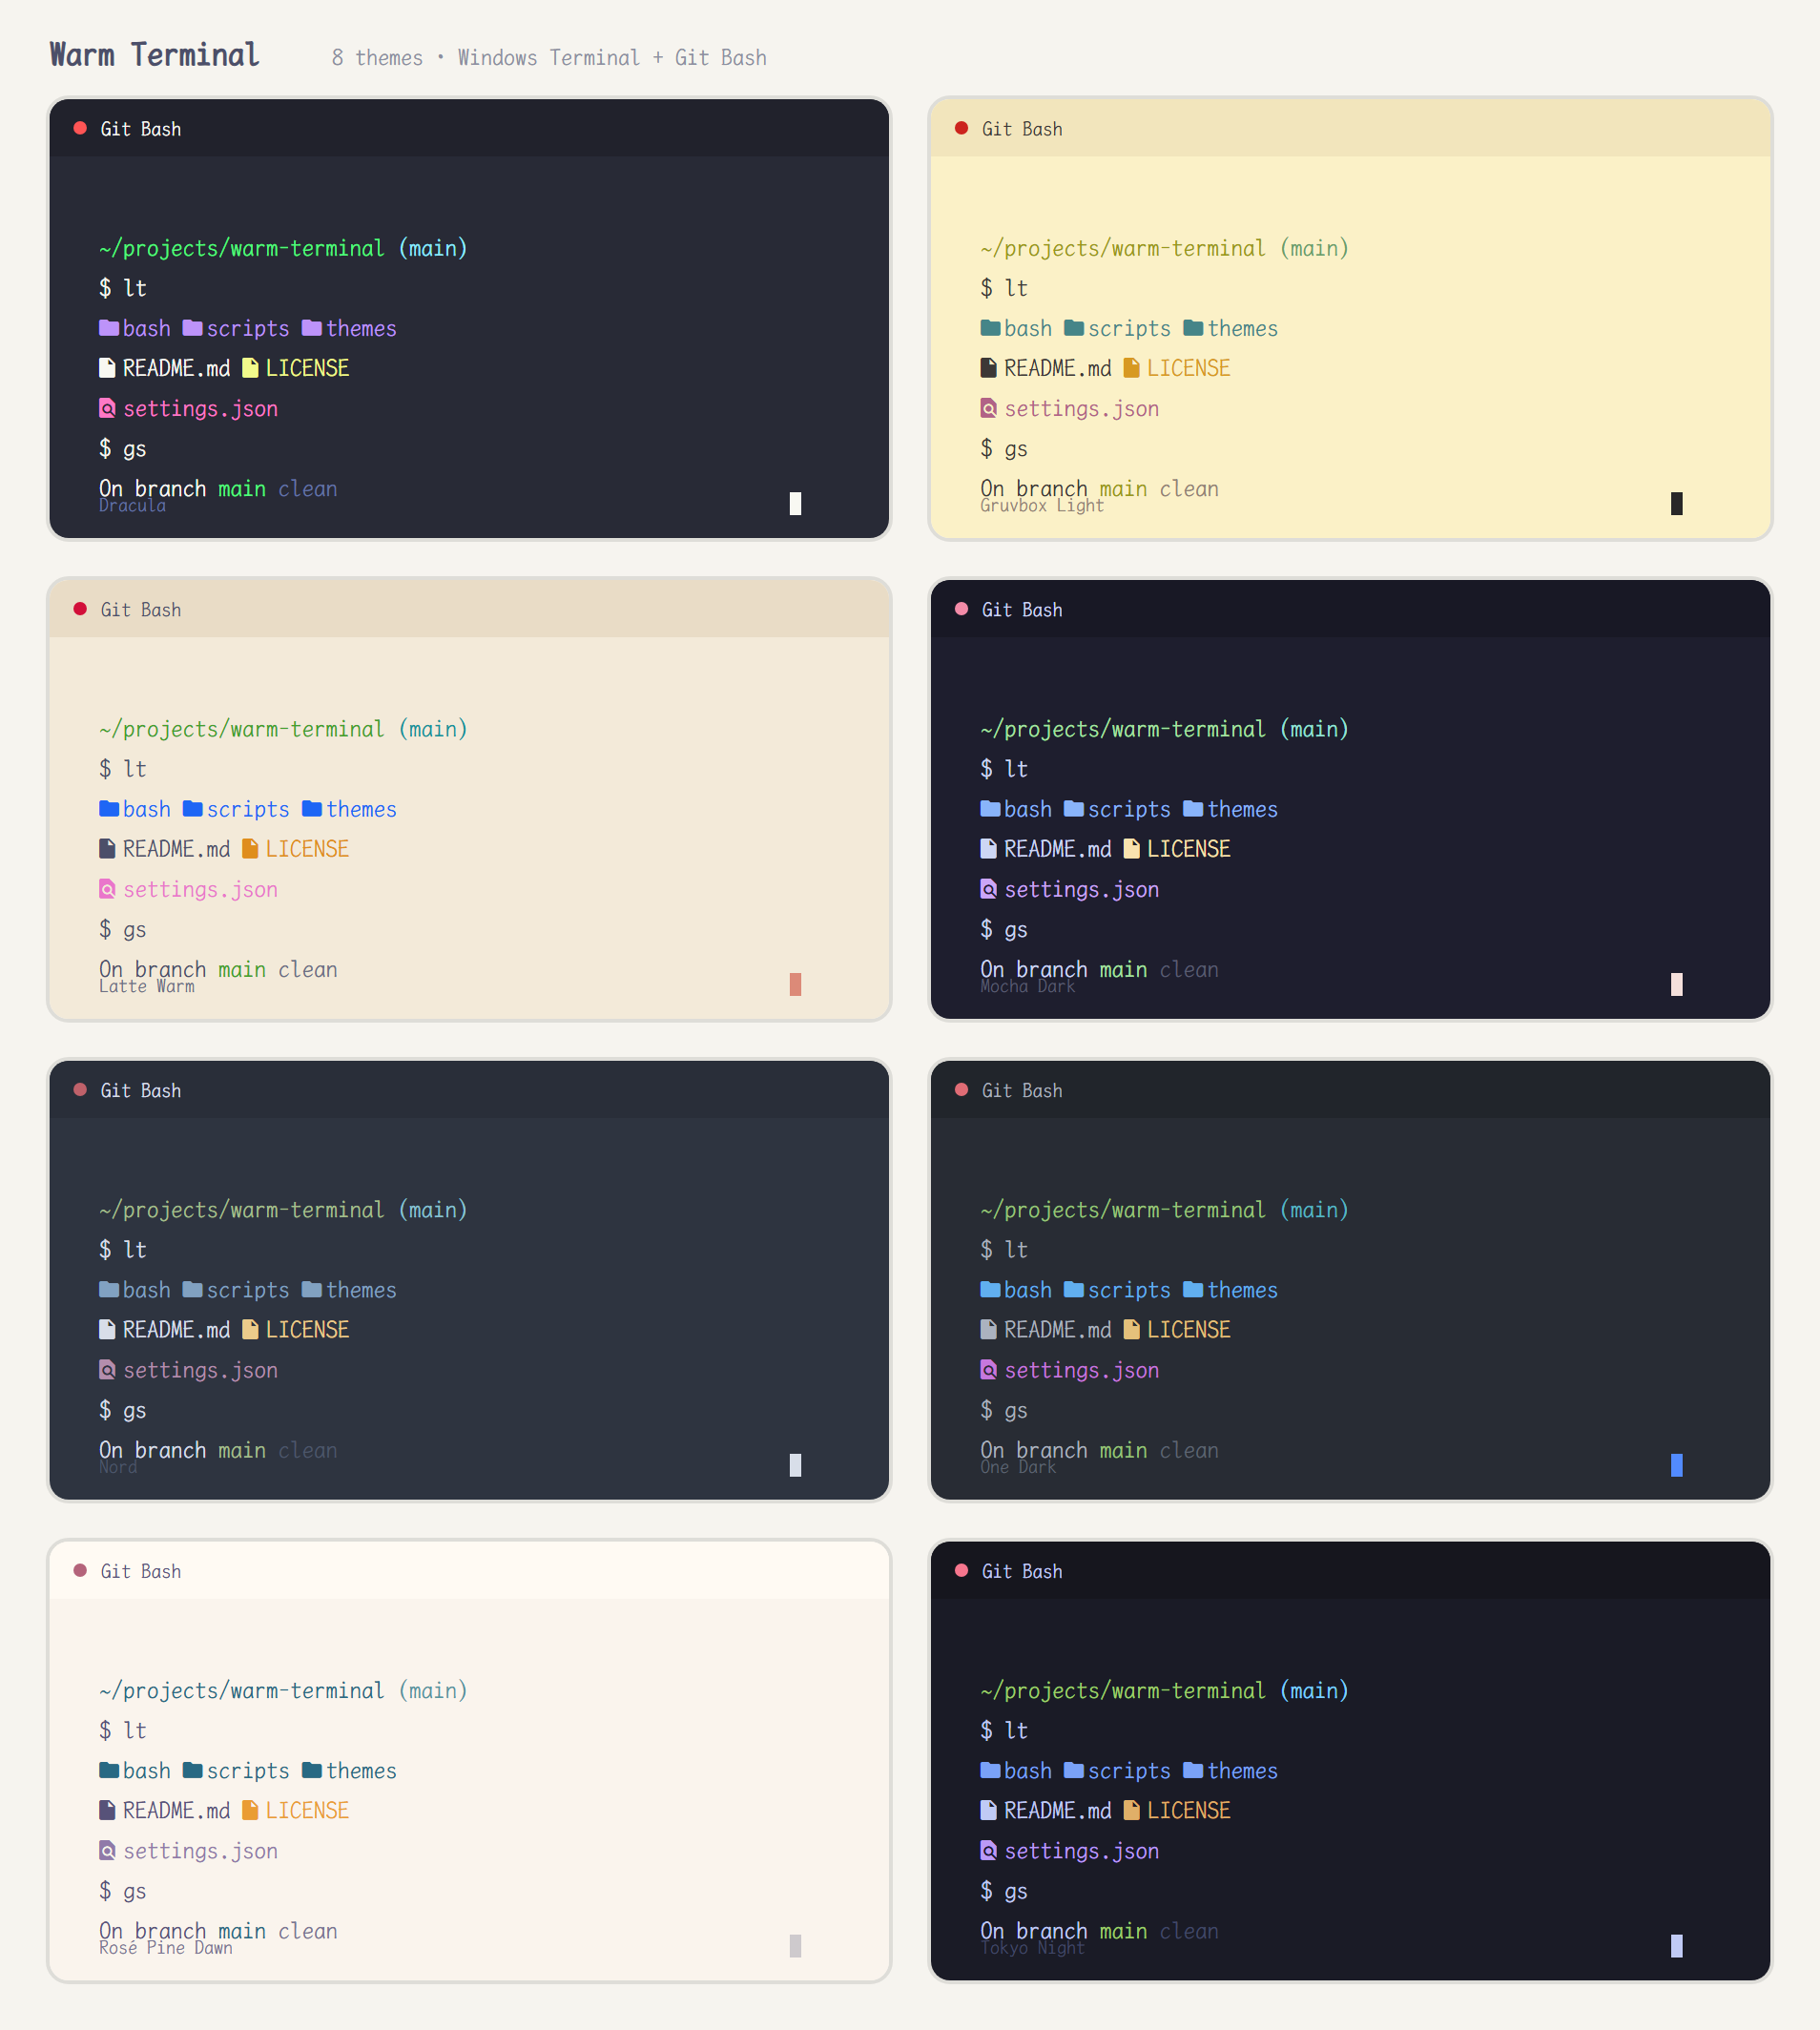 Warm Terminal
8 themes • Windows Terminal + Git Bash
Git Bash
~/projects/warm-terminal (main)
$ lt
bash scripts themes
README.md LICENSE
settings.json
$ gs
On branch main clean
Dracula
Git Bash
~/projects/warm-terminal (main)
$ lt
bash scripts themes
README.md LICENSE
settings.json
$ gs
On branch main clean
Gruvbox Light
Git Bash
~/projects/warm-terminal (main)
$ lt
bash scripts themes
README.md LICENSE
settings.json
$ gs
On branch main clean
Latte Warm
Git Bash
~/projects/warm-terminal (main)
$ lt
bash scripts themes
README.md LICENSE
settings.json
$ gs
On branch main clean
Mocha Dark
Git Bash
~/projects/warm-terminal (main)
$ lt
bash scripts themes
README.md LICENSE
settings.json
$ gs
On branch main clean
Nord
Git Bash
~/projects/warm-terminal (main)
$ lt
bash scripts themes
README.md LICENSE
settings.json
$ gs
On branch main clean
One Dark
Git Bash
~/projects/warm-terminal (main)
$ lt
bash scripts themes
README.md LICENSE
settings.json
$ gs
On branch main clean
Rosé Pine Dawn
Git Bash
~/projects/warm-terminal (main)
$ lt
bash scripts themes
README.md LICENSE
settings.json
$ gs
On branch main clean
Tokyo Night